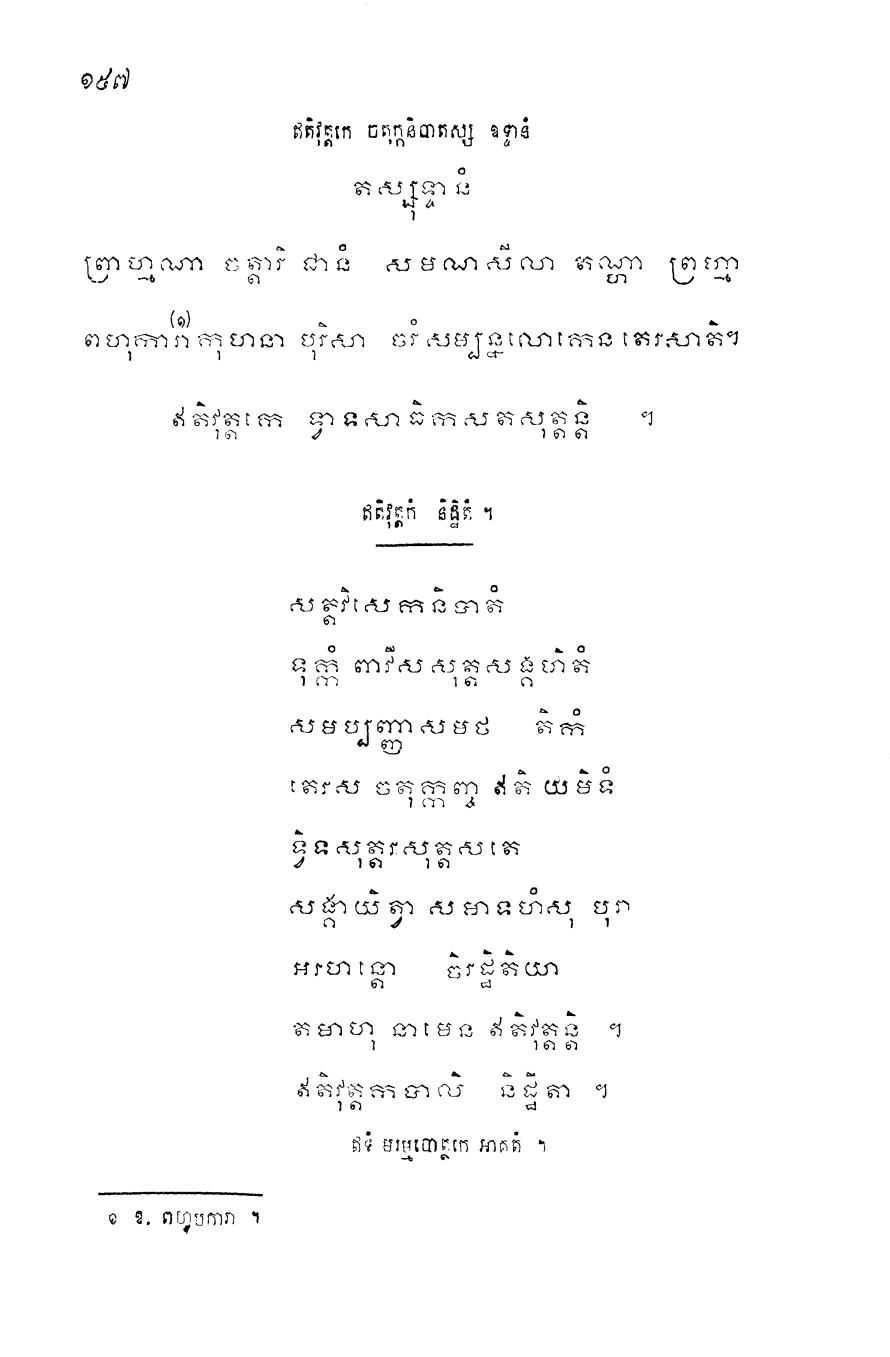 ១៥៧
ឥតិវុត្តកេ ចតុក្កនិបាតស្ស ឧទ្ទានំ
តស្សុទ្ទានំ
ព្រាហ្មណា ចត្តារិ ជានំ សមណសីលា តណ្ហា ព្រហ្មា
ពហុការា(១) កុហនា បុរិសា ចរំ សម្បន្នលោកេន តេរសាតិ។
ឥតិវុត្តកេ ទ្វាទសាធិកសតសុត្តន្តិ ។
ឥតិវុត្តកំ និដ្ឋិតំ ។
សត្តវិសេកនិបាតំ
ទុក្កំ ពាវីសសុត្តសង្គហិតំ
សមប្បញ្ញាសមថ តិកំ
តេរស ចតុក្កញ្ច ឥតិ យមិទំ
ទ្វិទសុត្តរសុត្តសតេ
សង្គាយិត្វា សមាទហំសុ បុរា
អរហន្តោ ចិរដ្ឋិតិយា
តមាហុ នាមេន ឥតិវុត្តន្តិ ។
ឥតិវុត្តកបាលិ និដ្ឋិតា ។
ឥទំ មរម្មបោត្ថកេ អាគតំ ។
១ ឱ. ពហូបការា ។